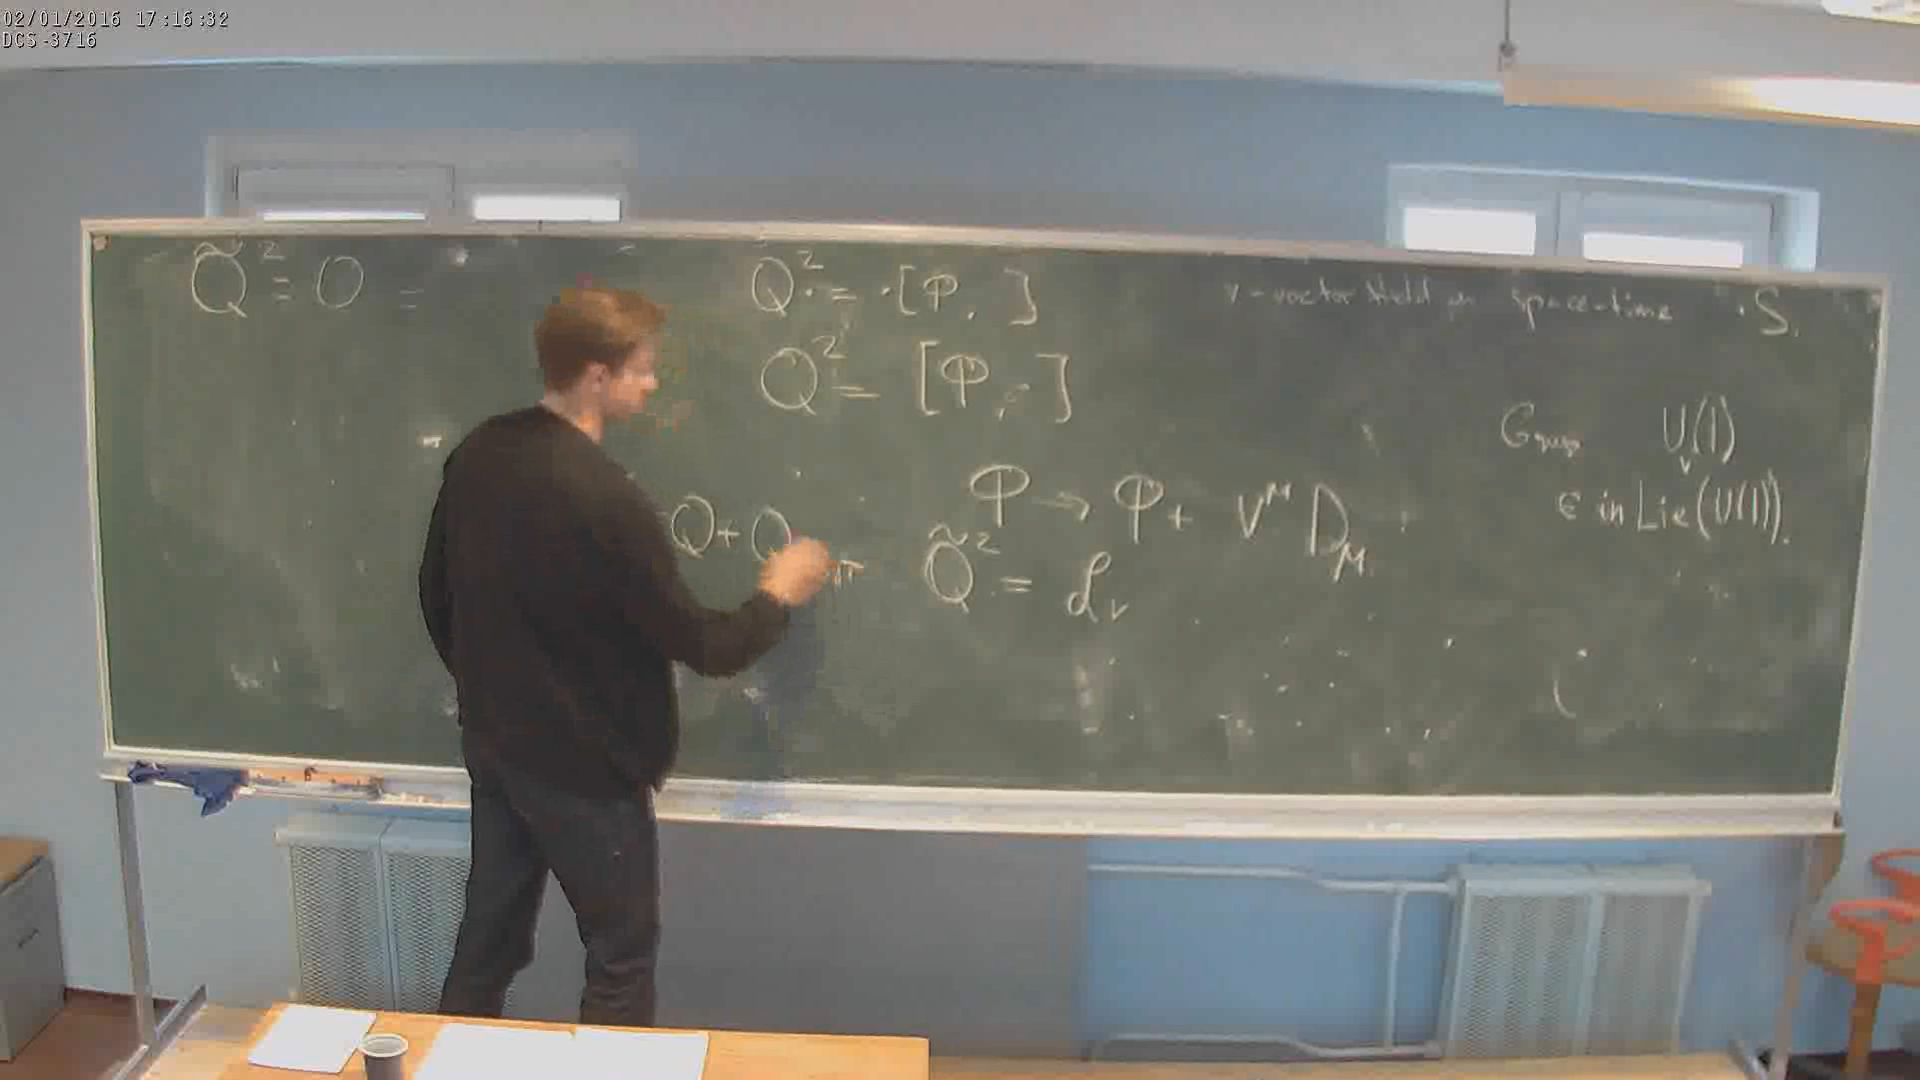 02/01/2016 17:16:32
DCS-3716
Q̃² = 0 =
Q² = ·[φ, ]
v - vector field on space-time · S.
Q² = [φ, ]
Group U(1)
φ → φ + V^μ D_μ
ε in Lie(U(1)).
Q + Q
Q̃² = ℒ_v